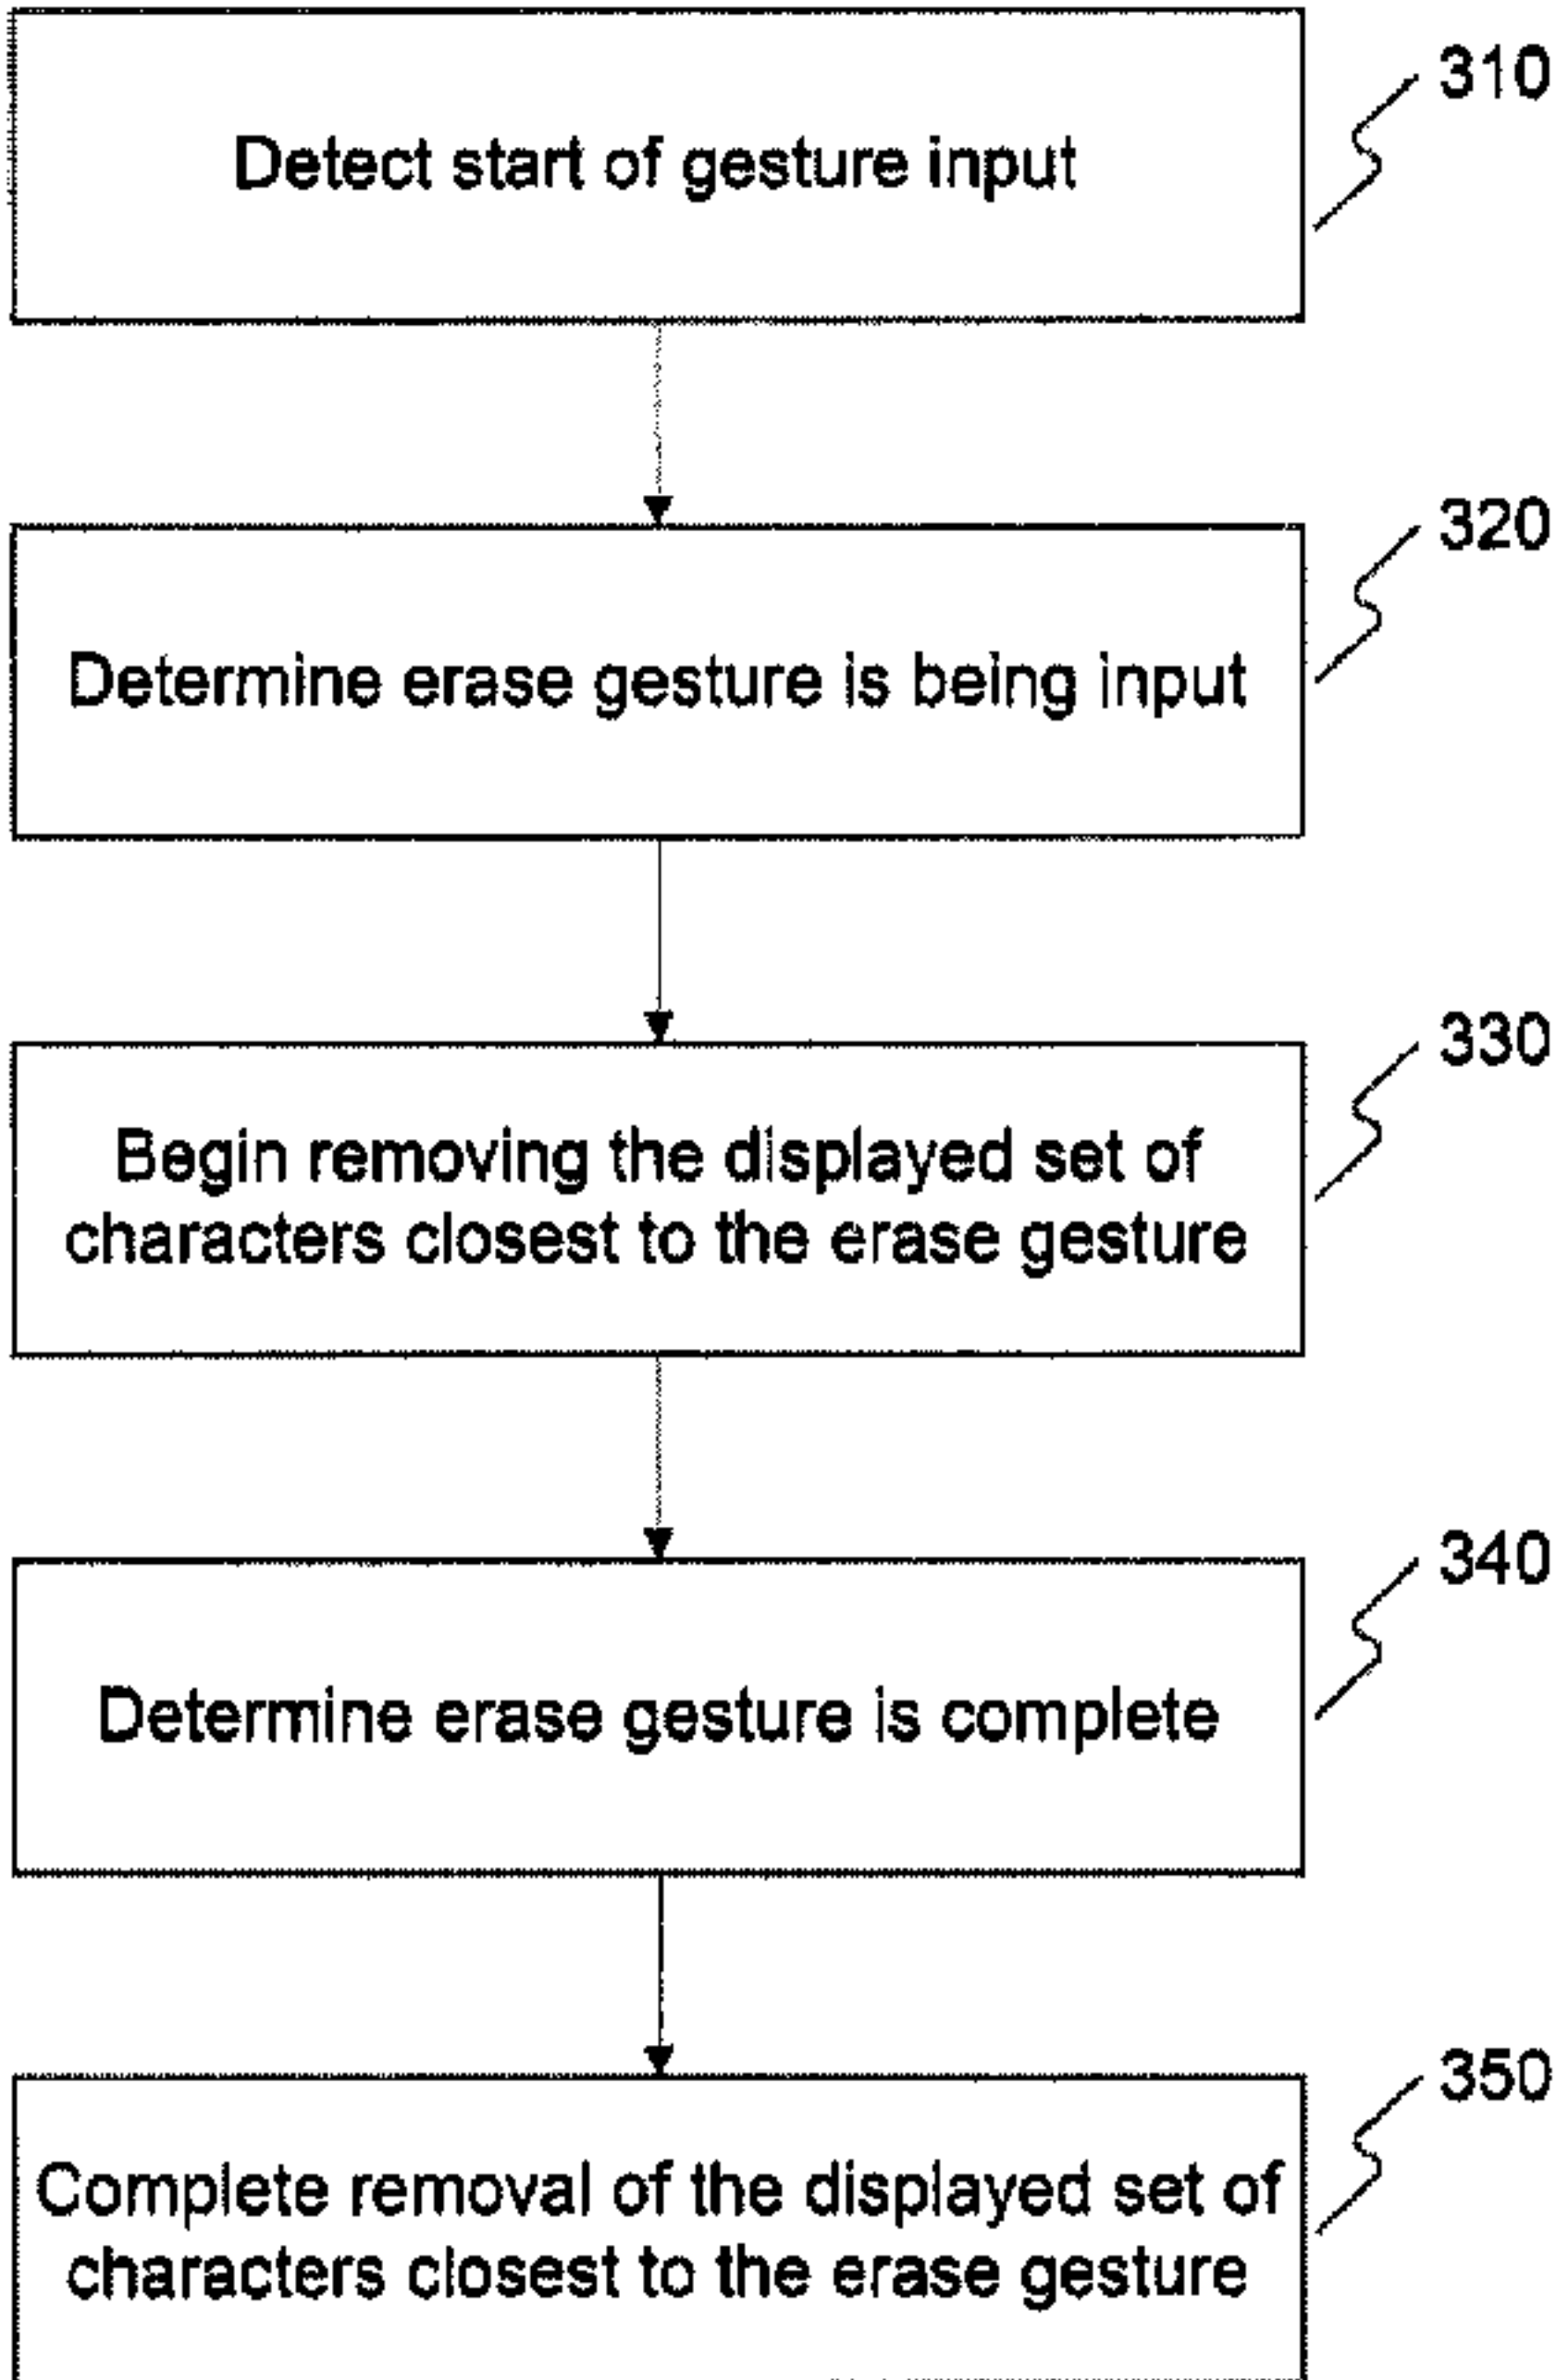 310
Detect start of gesture input
320
Determine erase gesture is being input
330
Begin removing the displayed set of
characters closest to the erase gesture
340
Determine erase gesture is complete
350
Complete removal of the displayed set of
characters closest to the erase gesture